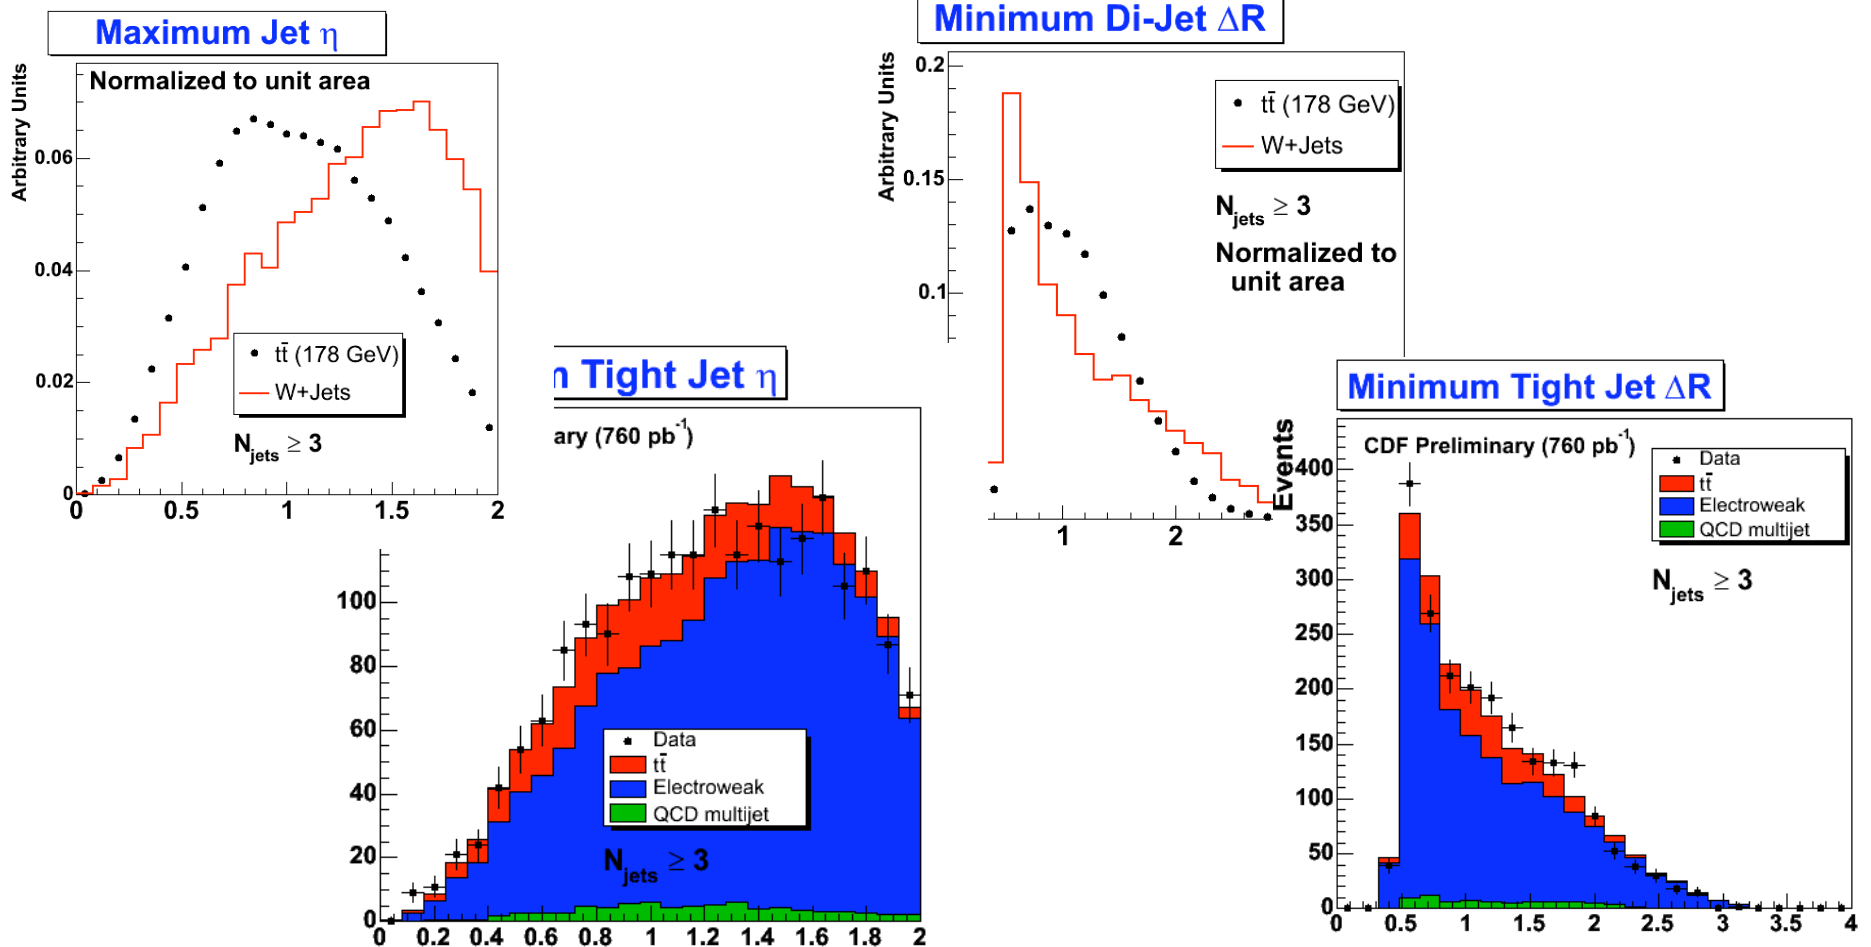 Maximum Jet η
Normalized to unit area
Arbitrary Units
0.06
0.04
0.02
0
tt̄ (178 GeV)
W+Jets
Njets ≥ 3
0 0.5 1 1.5 2
Minimum Di-Jet ΔR
Arbitrary Units
0.2
0.15
0.1
tt̄ (178 GeV)
W+Jets
Njets ≥ 3
Normalized to
unit area
1 2
Tight Jet η
(760 pb-1)
100
80
60
40
20
0
Data
tt̄
Electroweak
QCD multijet
Njets ≥ 3
0 0.2 0.4 0.6 0.8 1 1.2 1.4 1.6 1.8 2
Minimum Tight Jet ΔR
Events
CDF Preliminary (760 pb-1)
400
350
300
250
200
150
100
50
0
Data
tt̄
Electroweak
QCD multijet
Njets ≥ 3
0 0.5 1 1.5 2 2.5 3 3.5 4